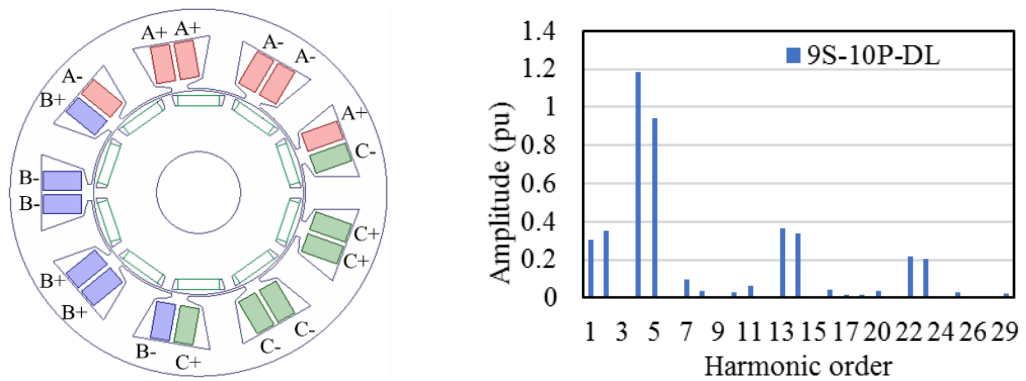 A+ A+
A-
A-
A-
B+
A+
C-
B-
B-
C+
C+
B+
B+
B-
C+
C-
C-
1.4
1.2
1
0.8
0.6
0.4
0.2
0
Amplitude (pu)
9S-10P-DL
1 3 5 7 9 11 13 15 17 20 22 24 26 29
Harmonic order